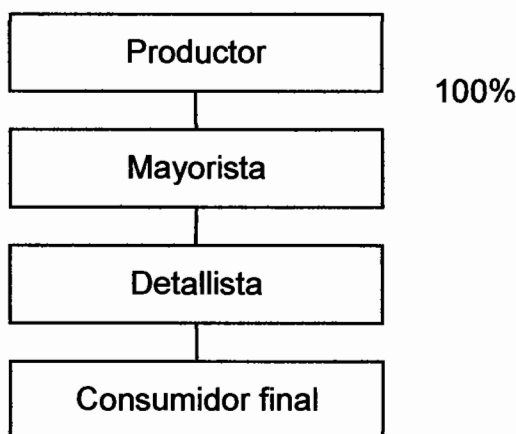 Productor
100%
Mayorista
Detallista
Consumidor final